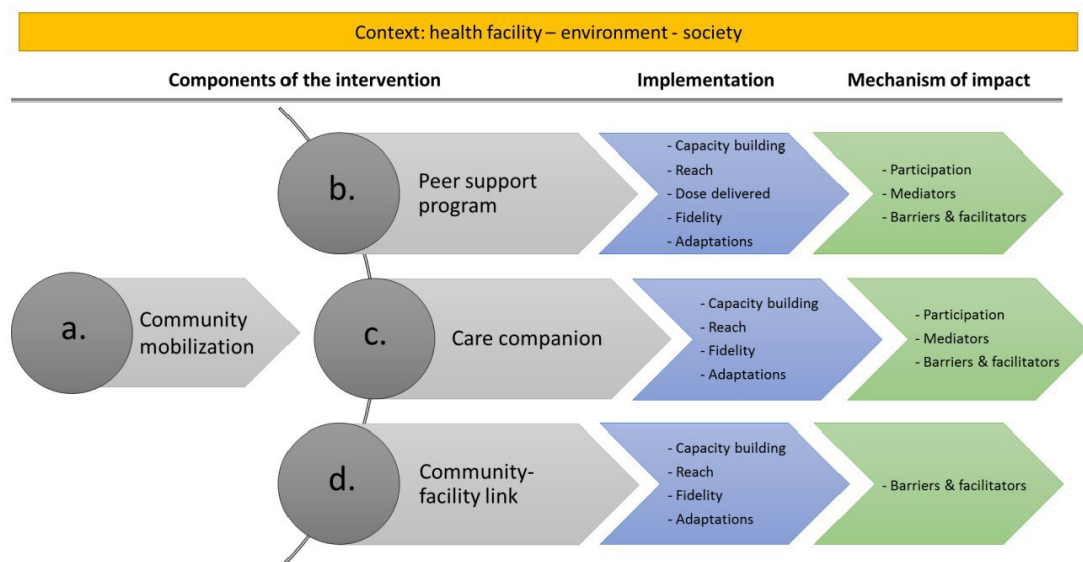 Context: health facility – environment - society
Components of the intervention
Implementation
Mechanism of impact
a.
Community
mobilization
b.
Peer support
program
- Capacity building
- Reach
- Dose delivered
- Fidelity
- Adaptations
- Participation
- Mediators
- Barriers & facilitators
c.
Care companion
- Capacity building
- Reach
- Fidelity
- Adaptations
- Participation
- Mediators
- Barriers & facilitators
d.
Community-
facility link
- Capacity building
- Reach
- Fidelity
- Adaptations
- Barriers & facilitators